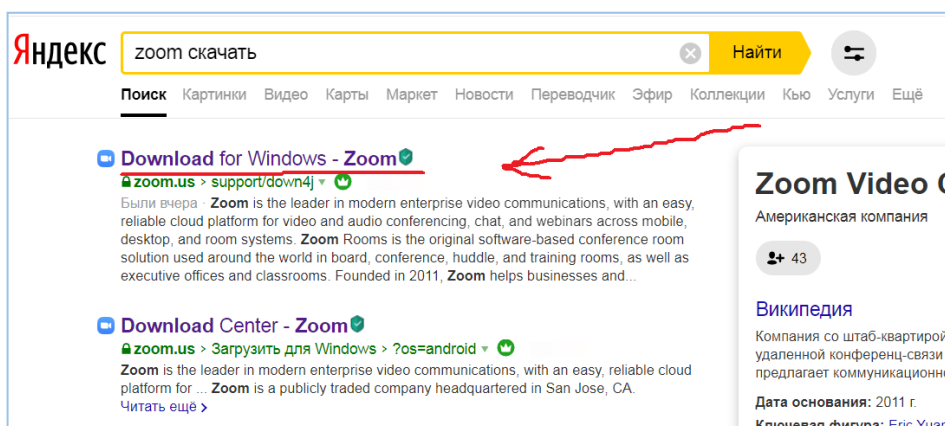 Яндекс
zoom скачать
Найти
Поиск Картинки Видео Карты Маркет Новости Переводчик Эфир Коллекции Кью Услуги Ещё
Download for Windows - Zoom
zoom.us › support/down4j
Были вчера · Zoom is the leader in modern enterprise video communications, with an easy,
reliable cloud platform for video and audio conferencing, chat, and webinars across mobile,
desktop, and room systems. Zoom Rooms is the original software-based conference room
solution used around the world in board, conference, huddle, and training rooms, as well as
executive offices and classrooms. Founded in 2011, Zoom helps businesses and...
Download Center - Zoom
zoom.us › Загрузить для Windows › ?os=android
Zoom is the leader in modern enterprise video communications, with an easy, reliable cloud
platform for ... Zoom is a publicly traded company headquartered in San Jose, CA.
Читать ещё ›
Zoom Video
Американская компания
43
Википедия
Компания со штаб-квартирой
удаленной конференц-связи
предлагает коммуникационн
Дата основания: 2011 г.
Ключевая фигура: Eric Yuan